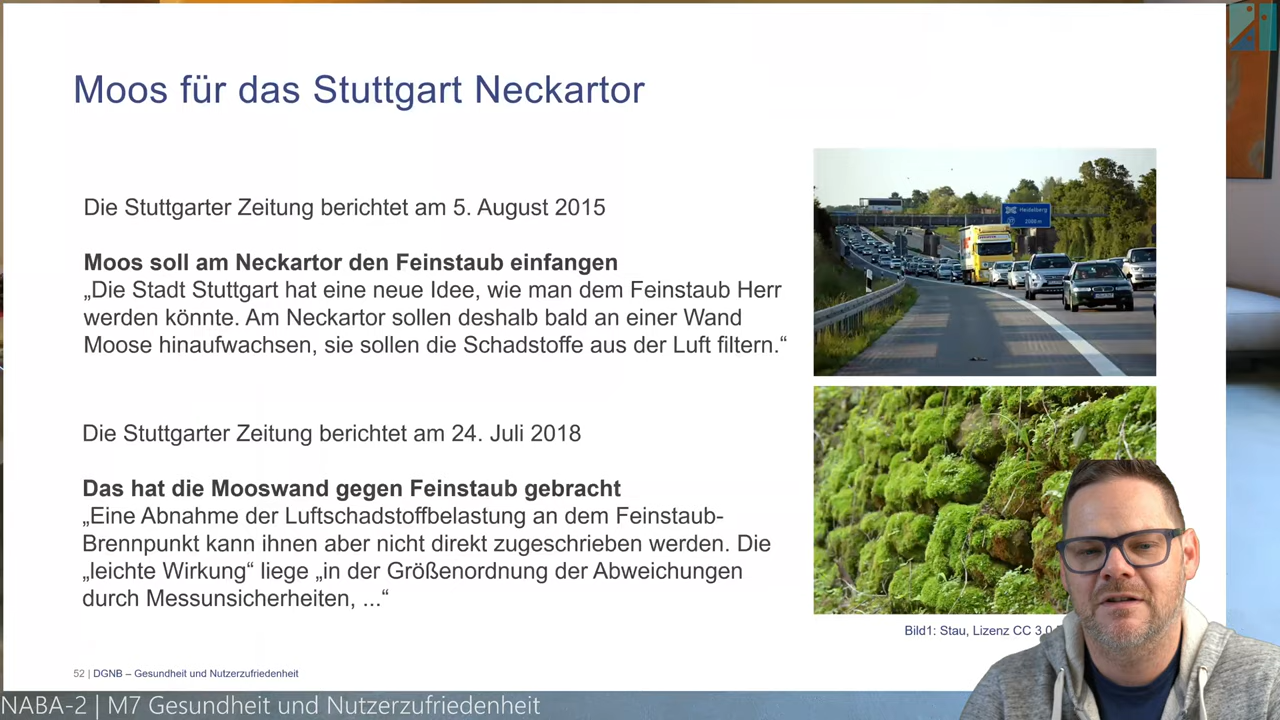 Moos für das Stuttgart Neckartor
Die Stuttgarter Zeitung berichtet am 5. August 2015
Moos soll am Neckartor den Feinstaub einfangen
„Die Stadt Stuttgart hat eine neue Idee, wie man dem Feinstaub Herr
werden könnte. Am Neckartor sollen deshalb bald an einer Wand
Moose hinaufwachsen, sie sollen die Schadstoffe aus der Luft filtern.“
Die Stuttgarter Zeitung berichtet am 24. Juli 2018
Das hat die Mooswand gegen Feinstaub gebracht
„Eine Abnahme der Luftschadstoffbelastung an dem Feinstaub-
Brennpunkt kann ihnen aber nicht direkt zugeschrieben werden. Die
„leichte Wirkung“ liege „in der Größenordnung der Abweichungen
durch Messunsicherheiten, ...“
Heidelberg
2000 m
Bild1: Stau, Lizenz CC 3.0
52 | DGNB – Gesundheit und Nutzerzufriedenheit
NABA-2 | M7 Gesundheit und Nutzerzufriedenheit